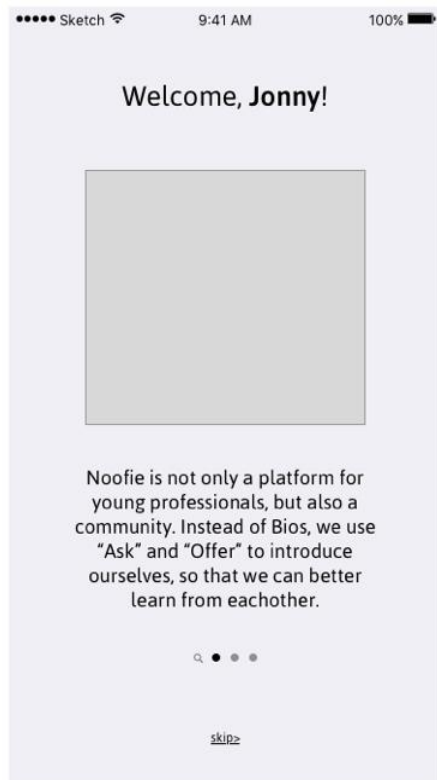 Sketch 9:41 AM 100%
Welcome, Jonny!
Noofie is not only a platform for
young professionals, but also a
community. Instead of Bios, we use
“Ask” and “Offer” to introduce
ourselves, so that we can better
learn from eachother.
skip>